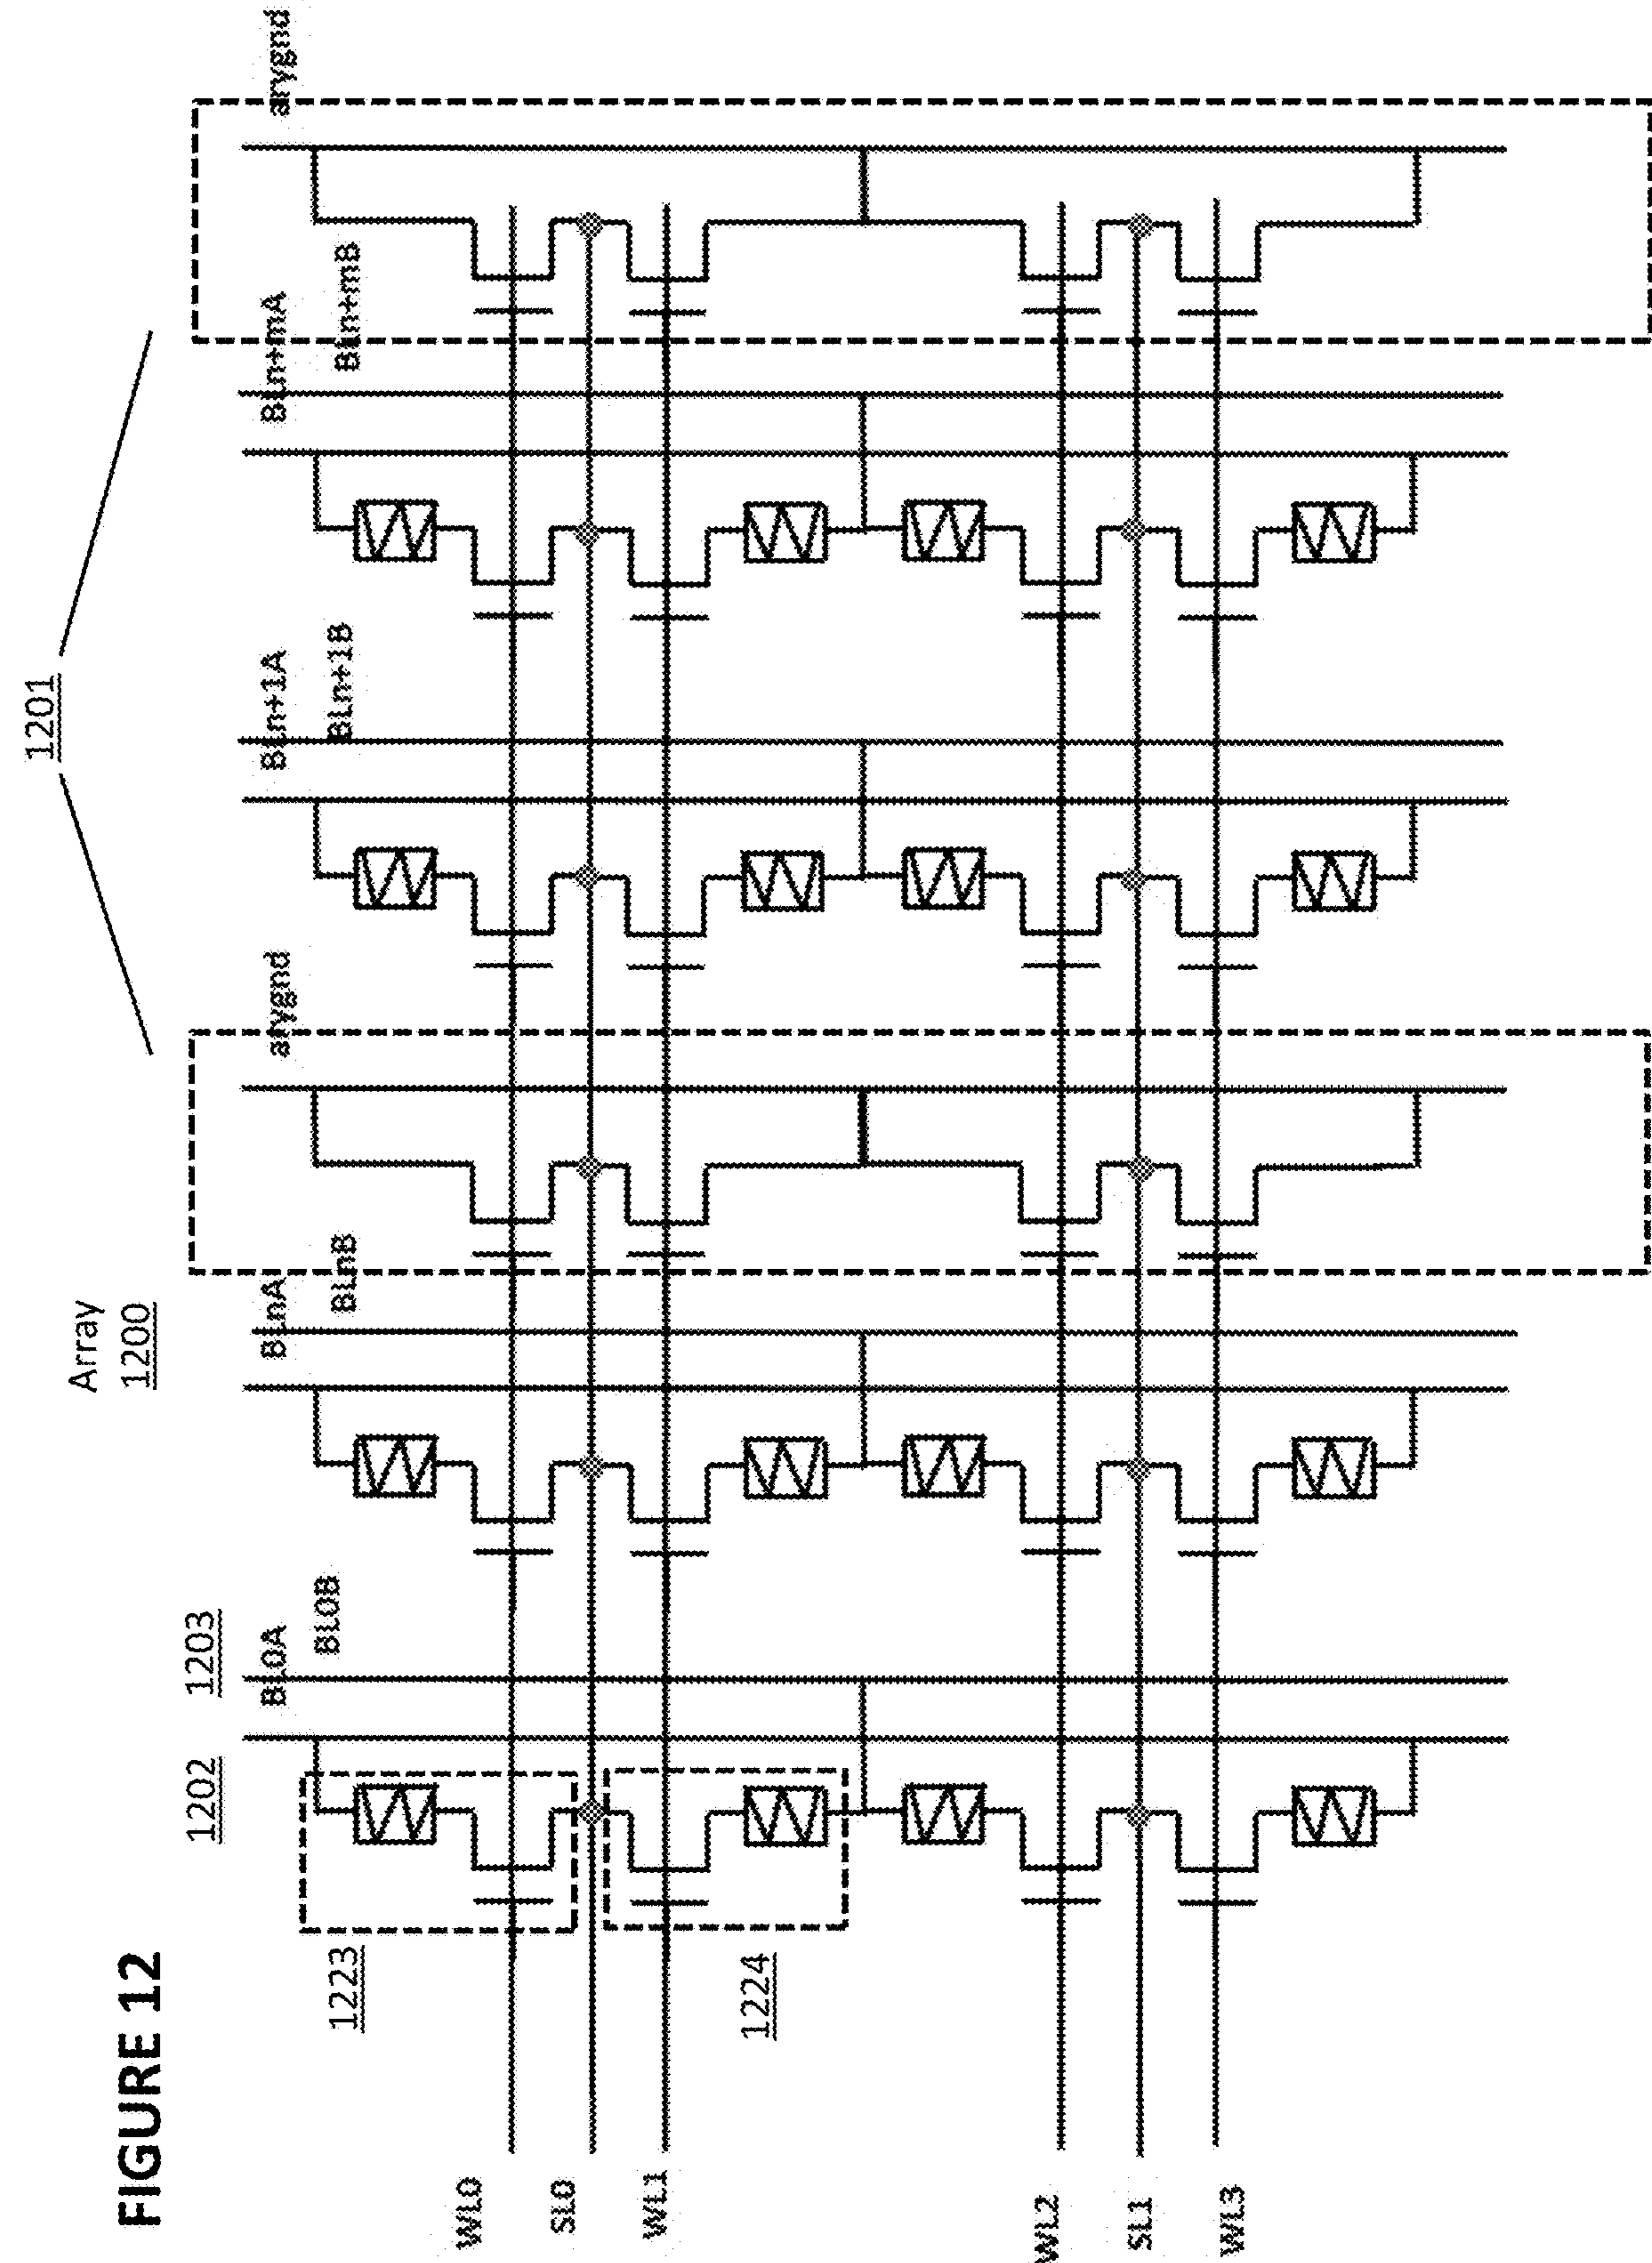 FIGURE 12
Array
1200
1201
1202
1203
BL0A
BL0B
BLnA
BLnB
arygnd
BLn+1A
BLn+1B
BLn+mA
BLn+mB
arygnd
1223
1224
WL0
SL0
WL1
WL2
SL1
WL3